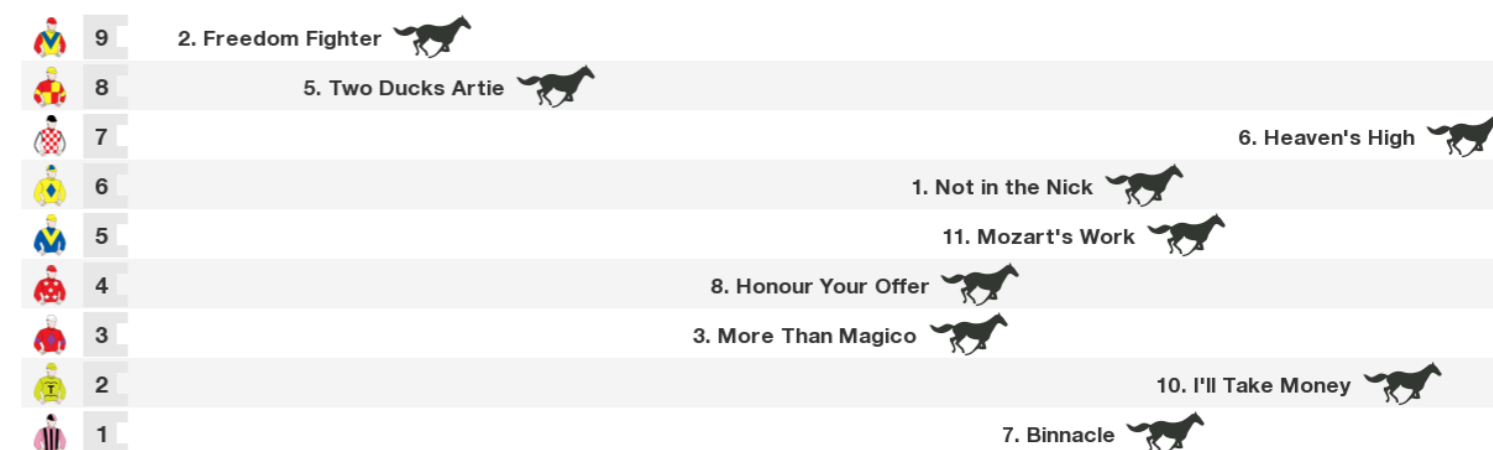 9 2. Freedom Fighter
8 5. Two Ducks Artie
7 6. Heaven's High
6 1. Not in the Nick
5 11. Mozart's Work
4 8. Honour Your Offer
3 3. More Than Magico
2 T 10. I'll Take Money
1 7. Binnacle